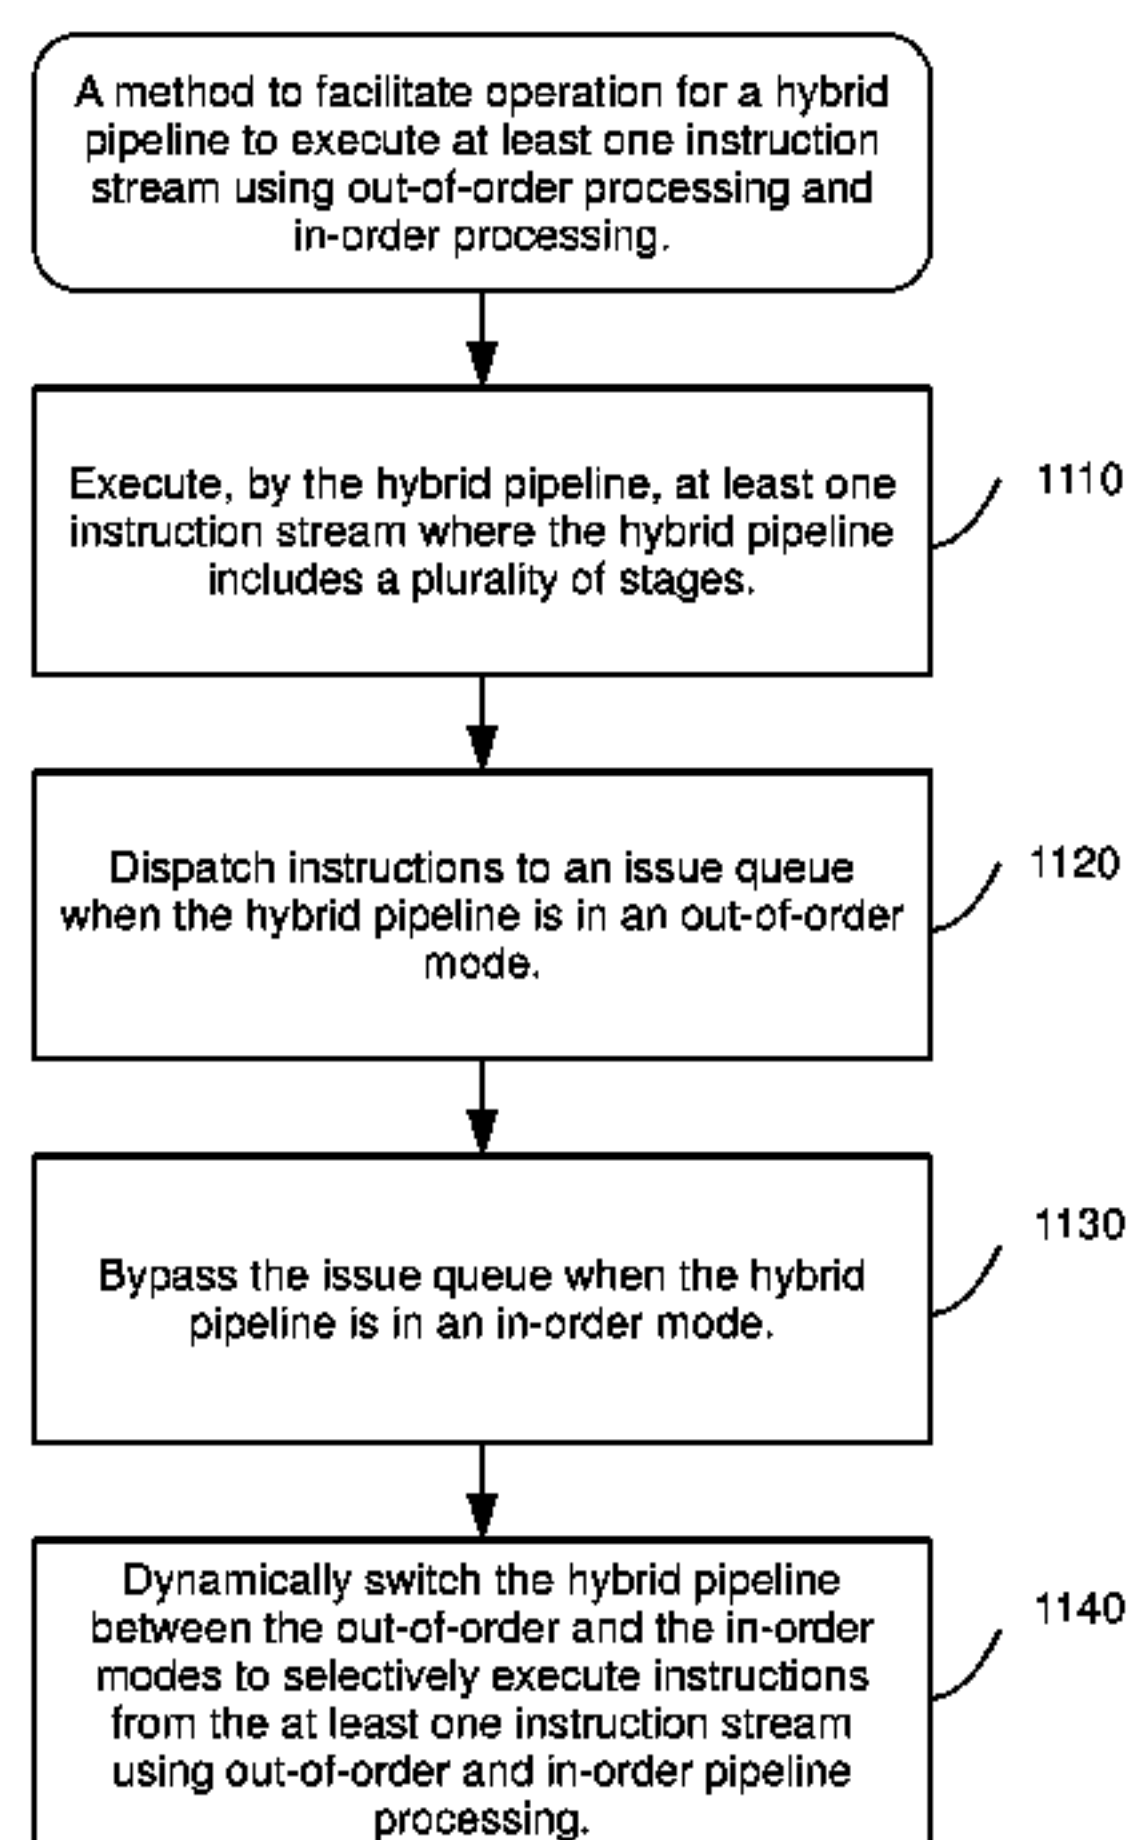 A method to facilitate operation for a hybrid
pipeline to execute at least one instruction
stream using out-of-order processing and
in-order processing.
Execute, by the hybrid pipeline, at least one
instruction stream where the hybrid pipeline
includes a plurality of stages.
1110
Dispatch instructions to an issue queue
when the hybrid pipeline is in an out-of-order
mode.
1120
Bypass the issue queue when the hybrid
pipeline is in an in-order mode.
1130
Dynamically switch the hybrid pipeline
between the out-of-order and the in-order
modes to selectively execute instructions
from the at least one instruction stream
using out-of-order and in-order pipeline
processing.
1140